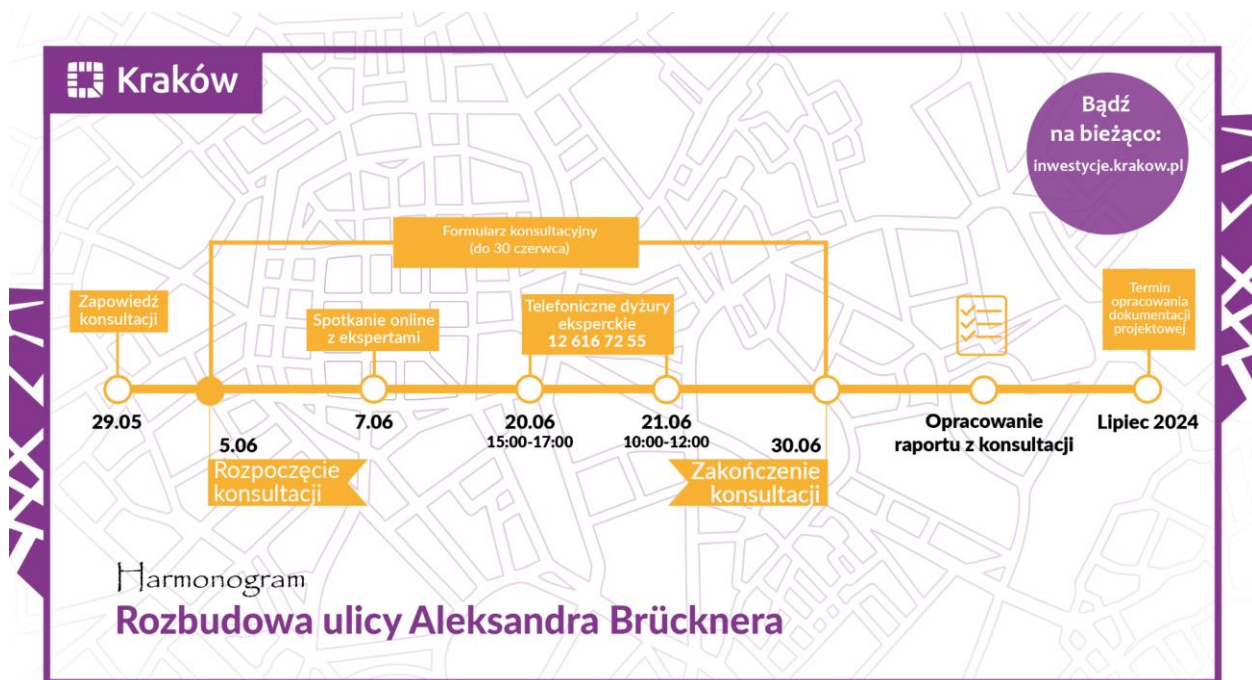 Kraków
Bądź
na bieżąco:
inwestycje.krakow.pl
Formularz konsultacyjny
(do 30 czerwca)
Zapowiedź
konsultacji
Spotkanie online
z ekspertami
Telefoniczne dyżury
eksperckie
12 616 72 55
Termin
opracowania
dokumentacji
projektowej
29.05
5.06
Rozpoczęcie
konsultacji
7.06
20.06
15:00-17:00
21.06
10:00-12:00
30.06
Zakończenie
konsultacji
Opracowanie
raportu z konsultacji
Lipiec 2024
Harmonogram
Rozbudowa ulicy Aleksandra Brücknera